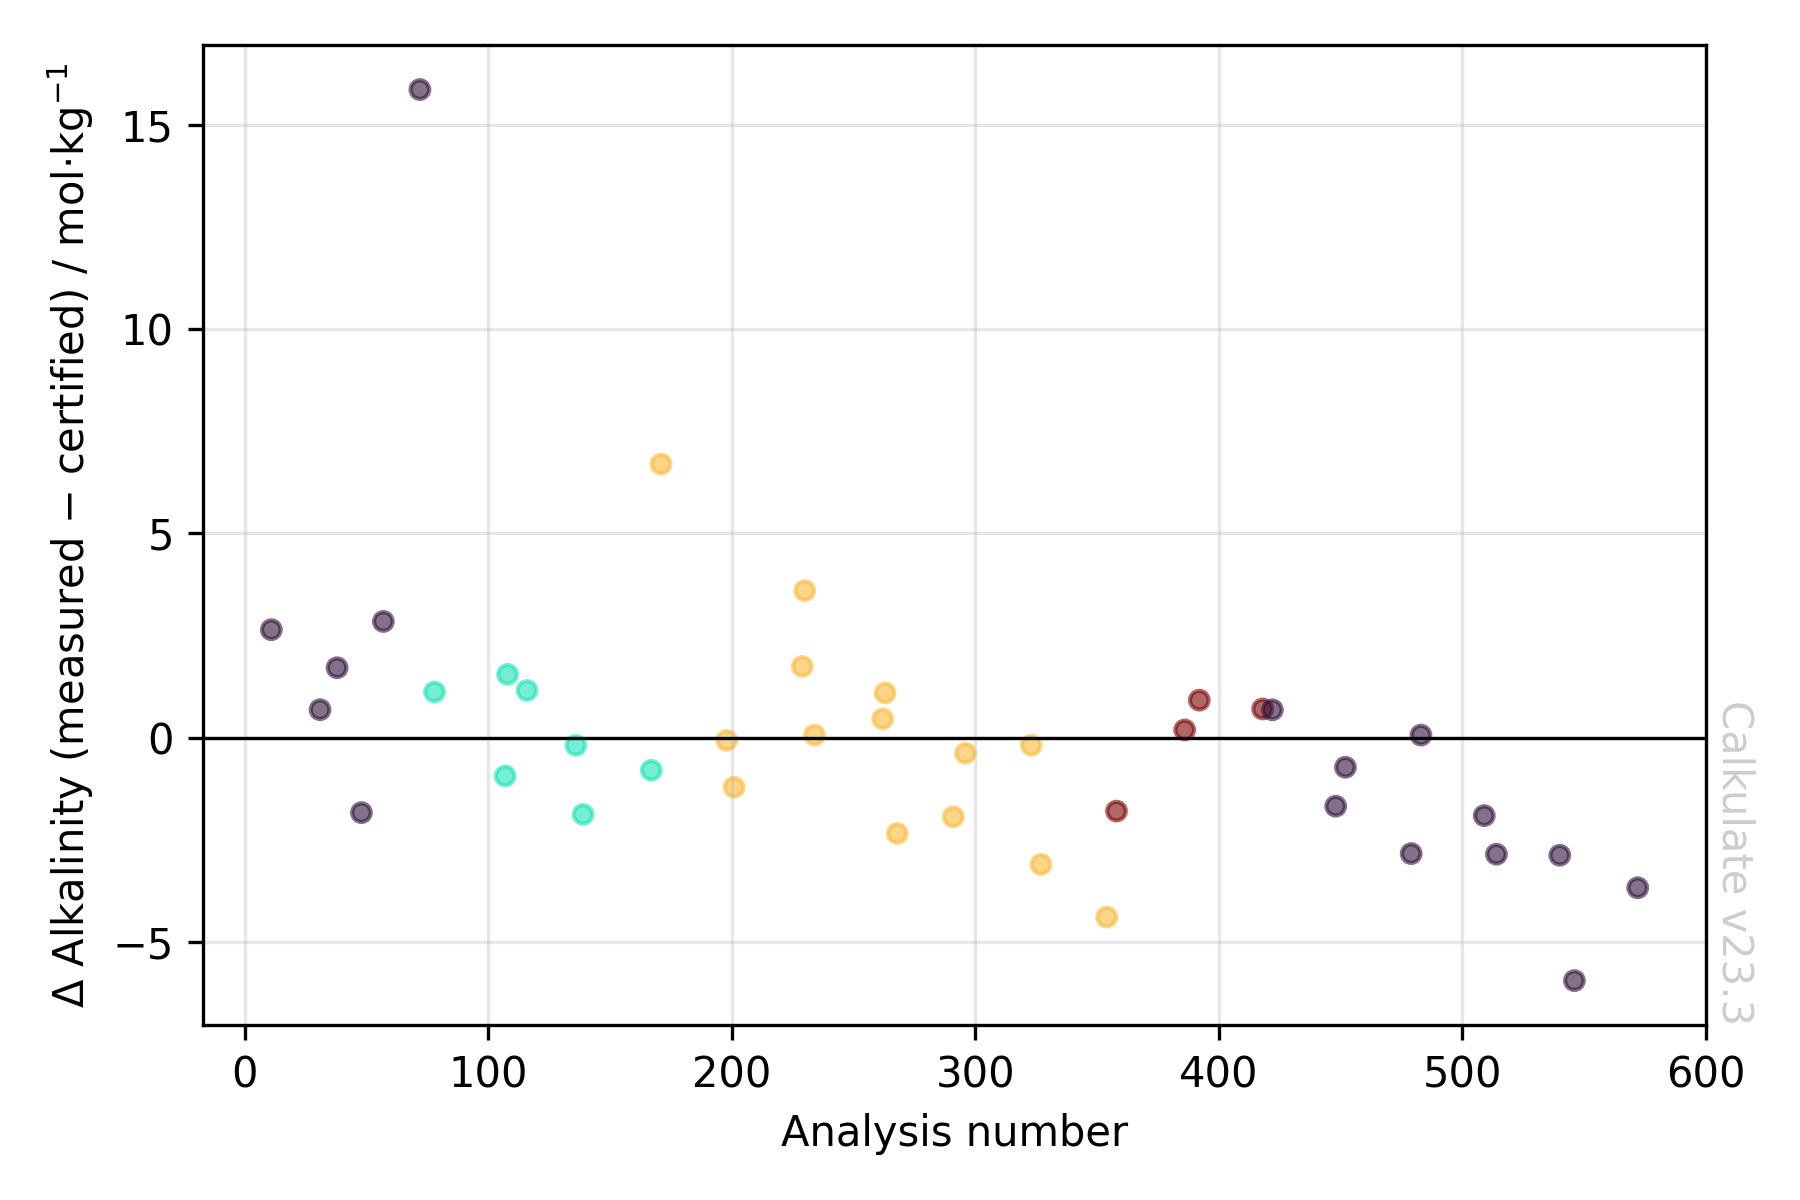 Δ Alkalinity (measured − certified) / mol·kg⁻¹
15
10
5
0
−5
0 100 200 300 400 500 600
Analysis number
Calkulate v23.3